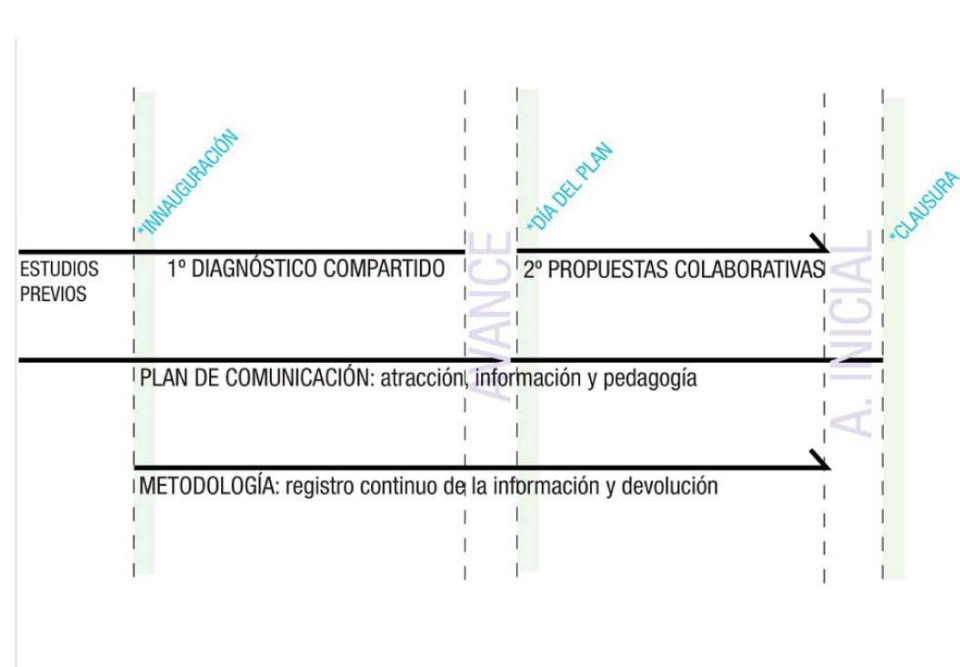 *INNAUGURACIÓN
*DÍA DEL PLAN
*CLAUSURA
ESTUDIOS
PREVIOS
1º DIAGNÓSTICO COMPARTIDO
AVANCE
2º PROPUESTAS COLABORATIVAS
A. INICIAL
PLAN DE COMUNICACIÓN: atracción, información y pedagogía
METODOLOGÍA: registro continuo de la información y devolución